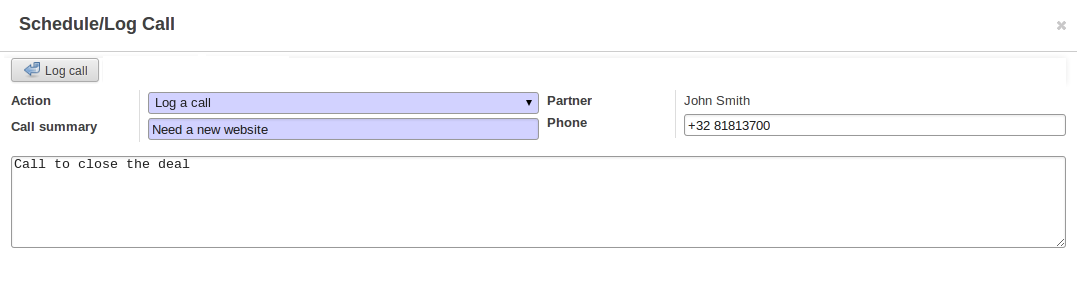 Schedule/Log Call
Log call
Action Log a call Partner John Smith
Call summary Need a new website Phone +32 81813700
Call to close the deal